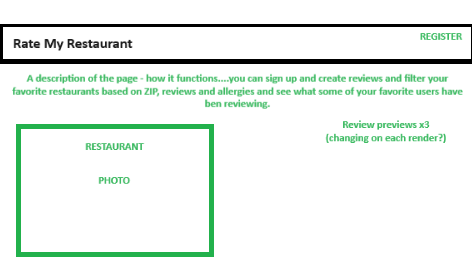 REGISTER
Rate My Restaurant
A description of the page - how it functions....you can sign up and create reviews and filter your
favorite restaurants based on ZIP, reviews and allergies and see what some of your favorite users have
ben reviewing.
Review previews x3
(changing on each render?)
RESTAURANT
PHOTO